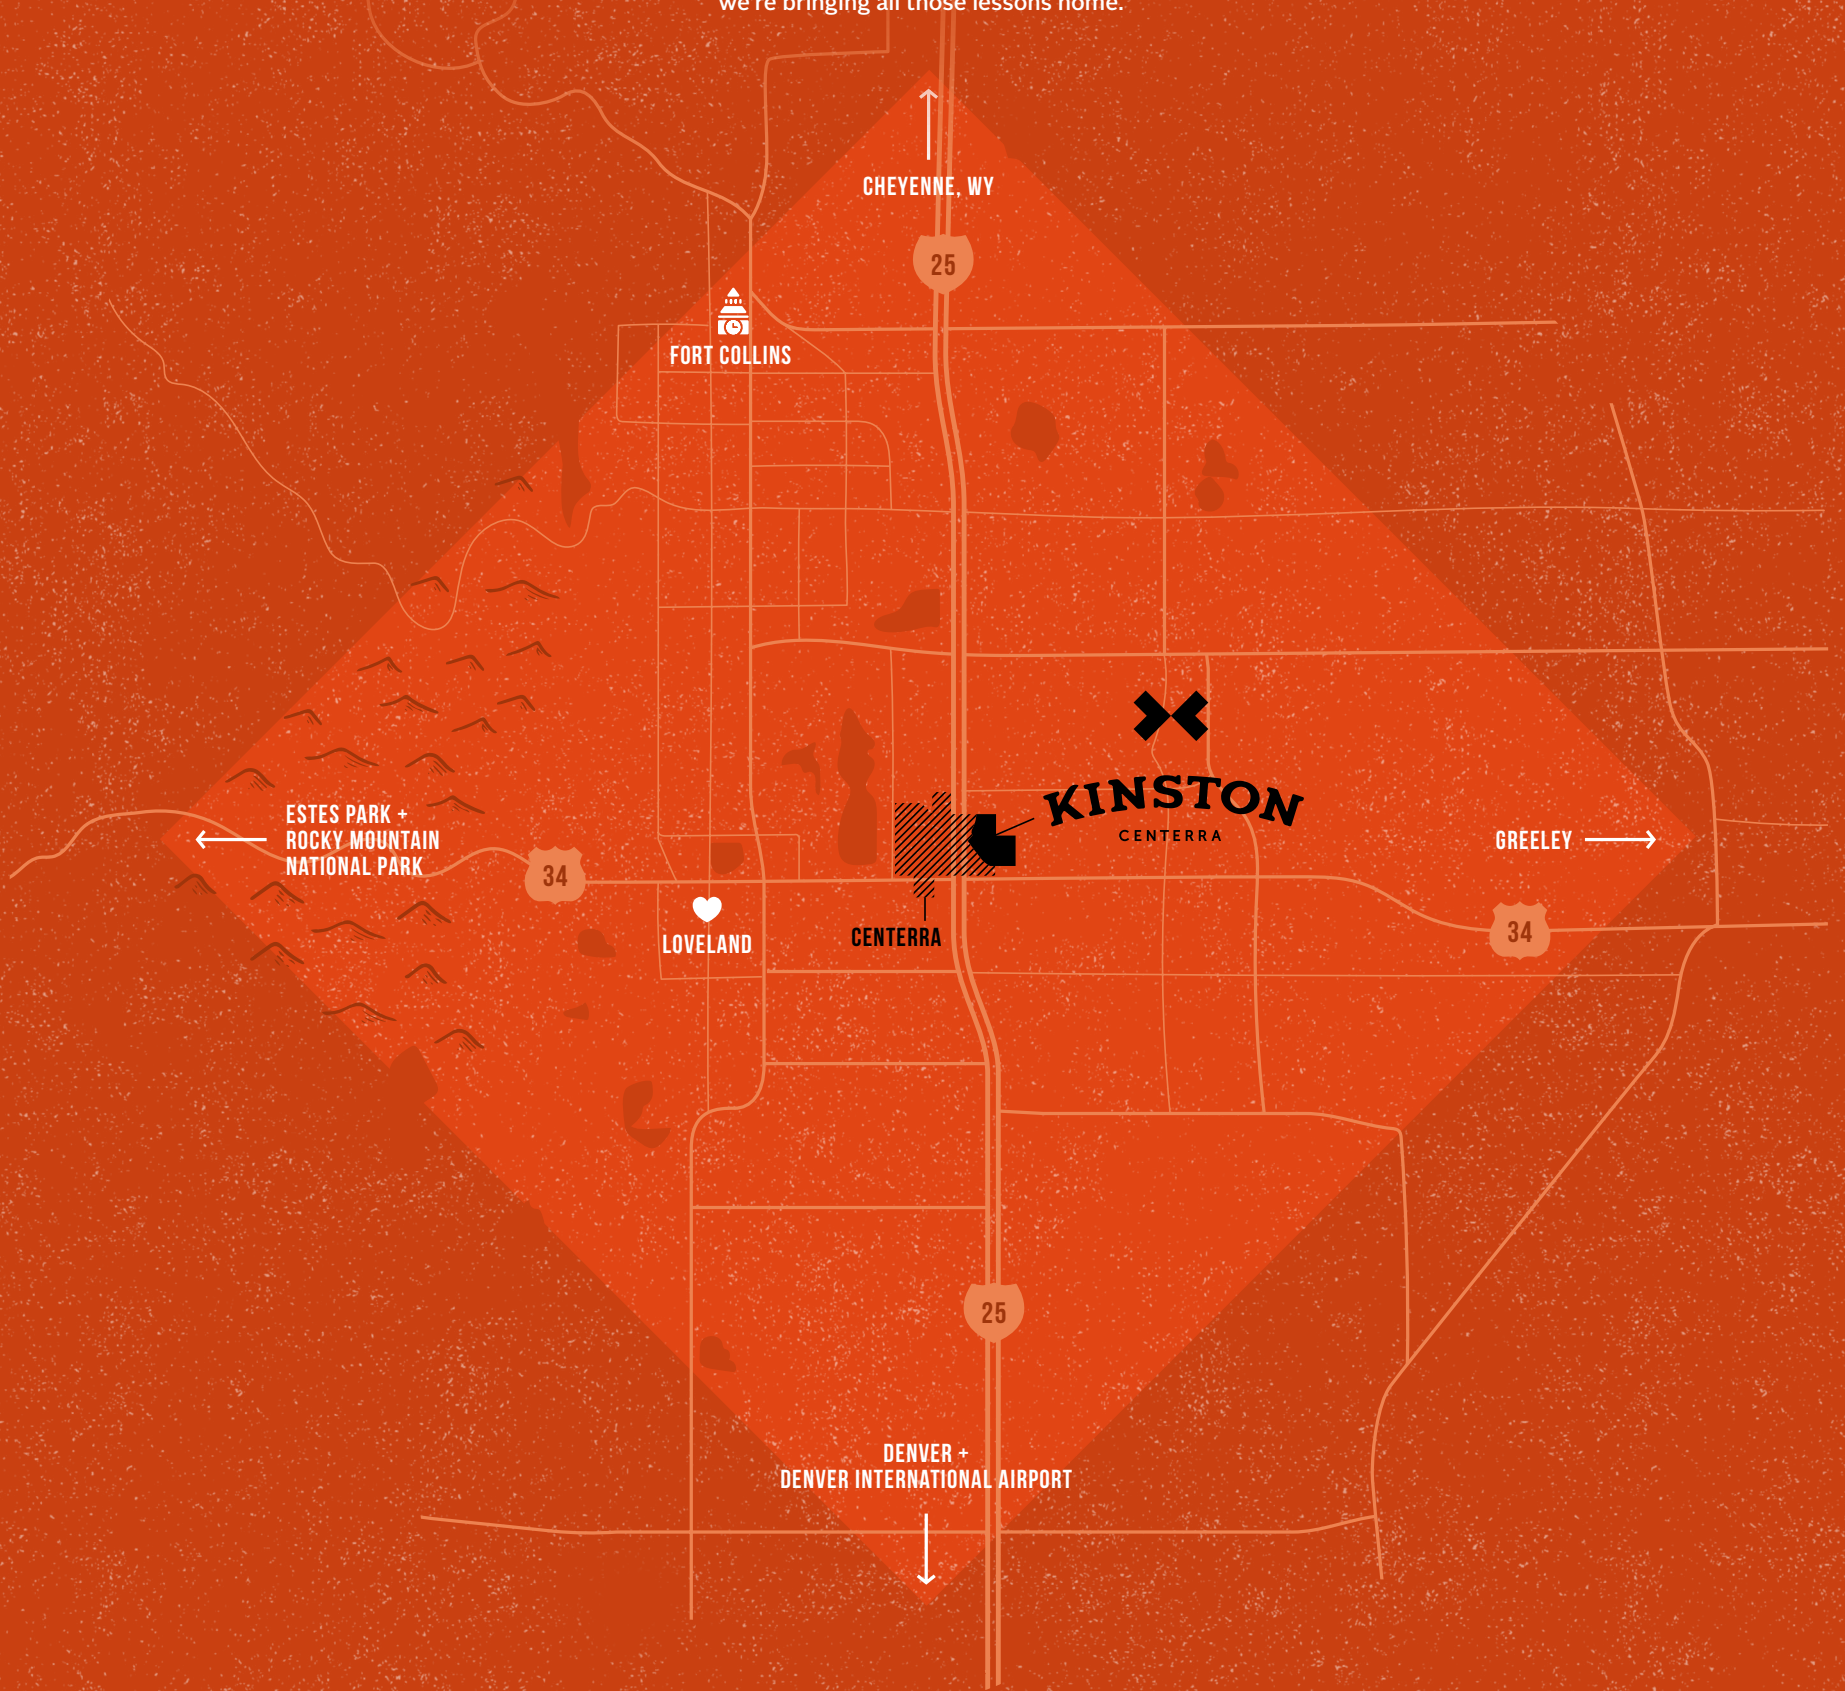 we're bringing all those lessons home.
CHEYENNE, WY
25
FORT COLLINS
KINSTON
CENTERRA
ESTES PARK +
ROCKY MOUNTAIN
NATIONAL PARK
GREELEY
34
34
LOVELAND
CENTERRA
25
DENVER +
DENVER INTERNATIONAL AIRPORT